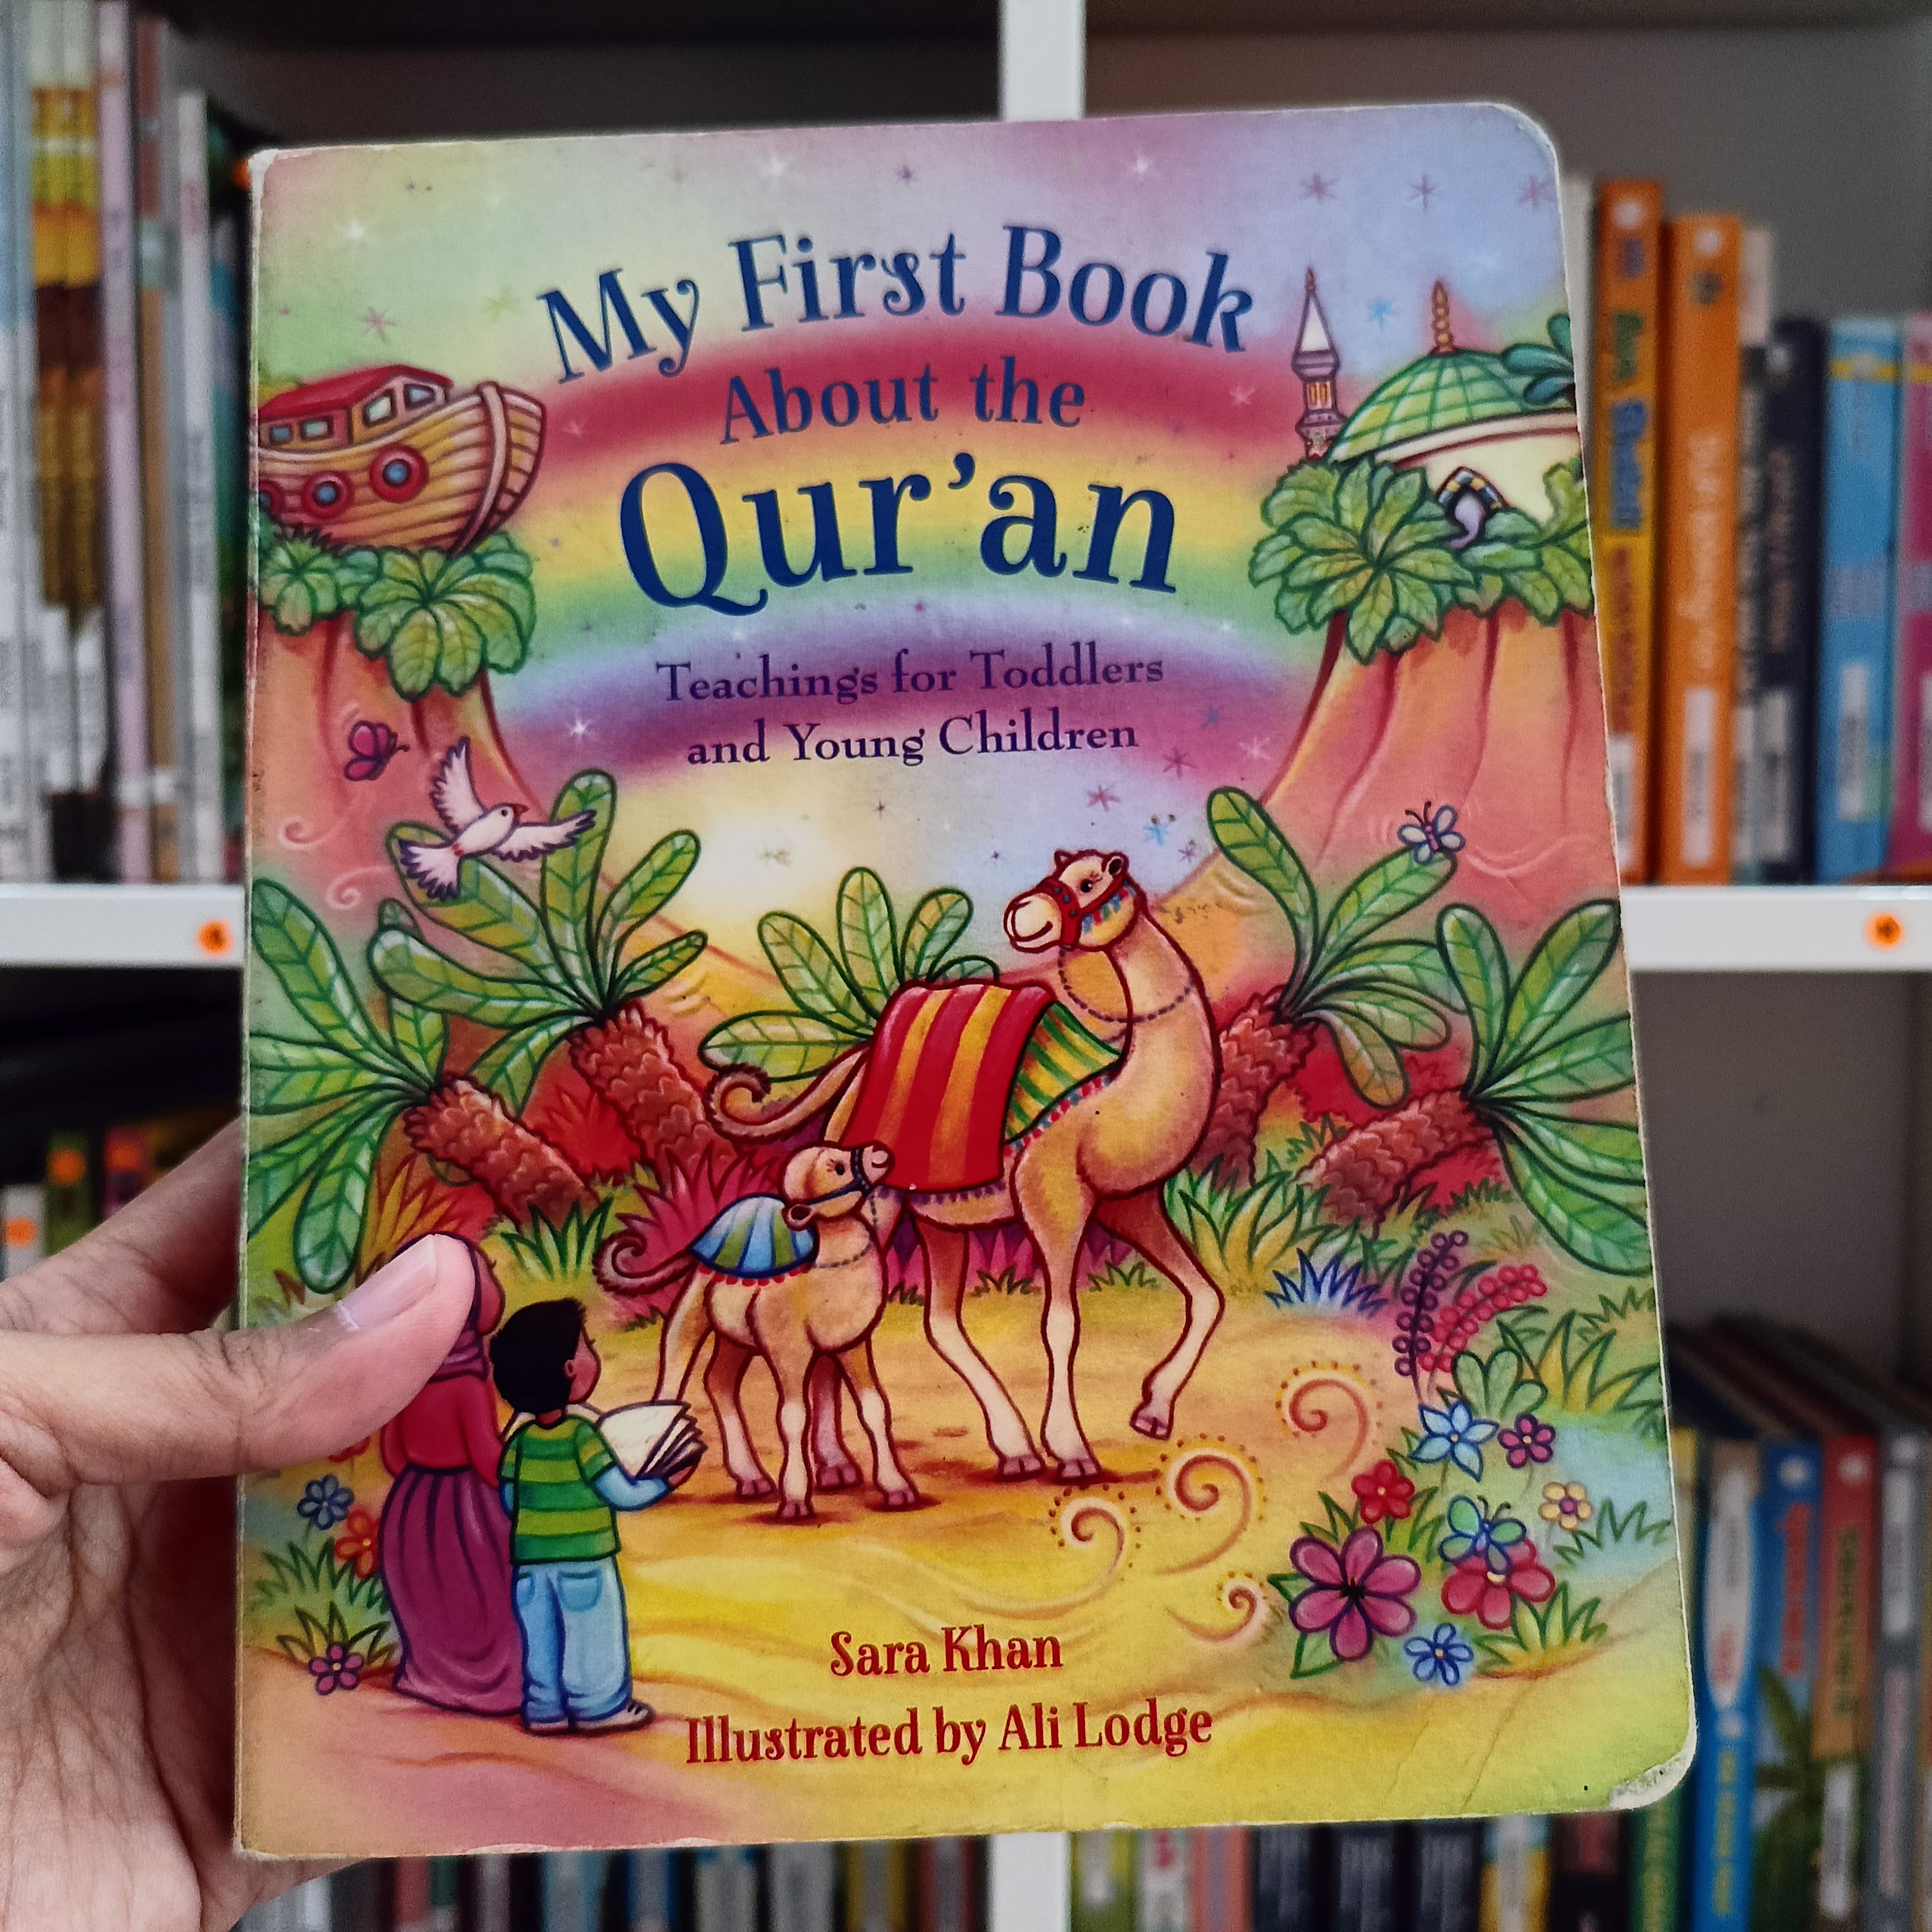 My First Book
About the
Qur'an
Teachings for Toddlers
and Young Children
Sara Khan
Illustrated by Ali Lodge